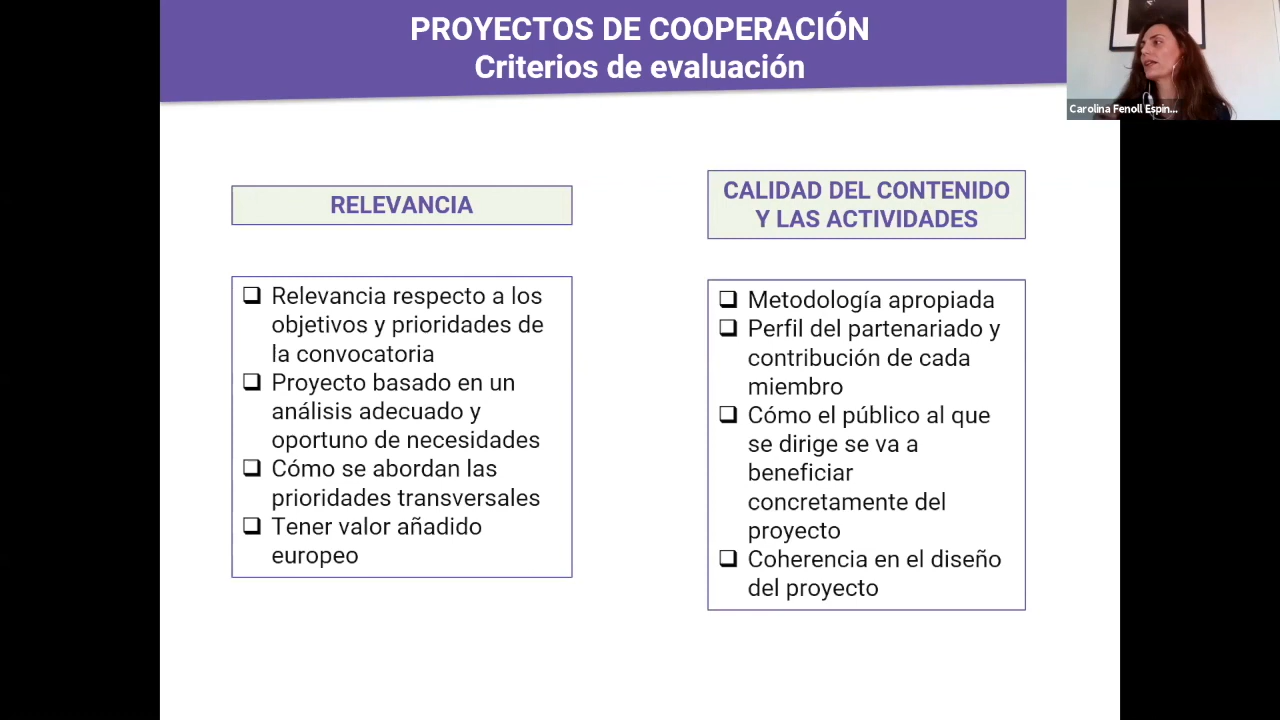 PROYECTOS DE COOPERACIÓN
Criterios de evaluación
Carolina Fenoll Espin...
RELEVANCIA
Relevancia respecto a los
objetivos y prioridades de
la convocatoria
Proyecto basado en un
análisis adecuado y
oportuno de necesidades
Cómo se abordan las
prioridades transversales
Tener valor añadido
europeo
CALIDAD DEL CONTENIDO
Y LAS ACTIVIDADES
Metodología apropiada
Perfil del partenariado y
contribución de cada
miembro
Cómo el público al que
se dirige se va a
beneficiar
concretamente del
proyecto
Coherencia en el diseño
del proyecto